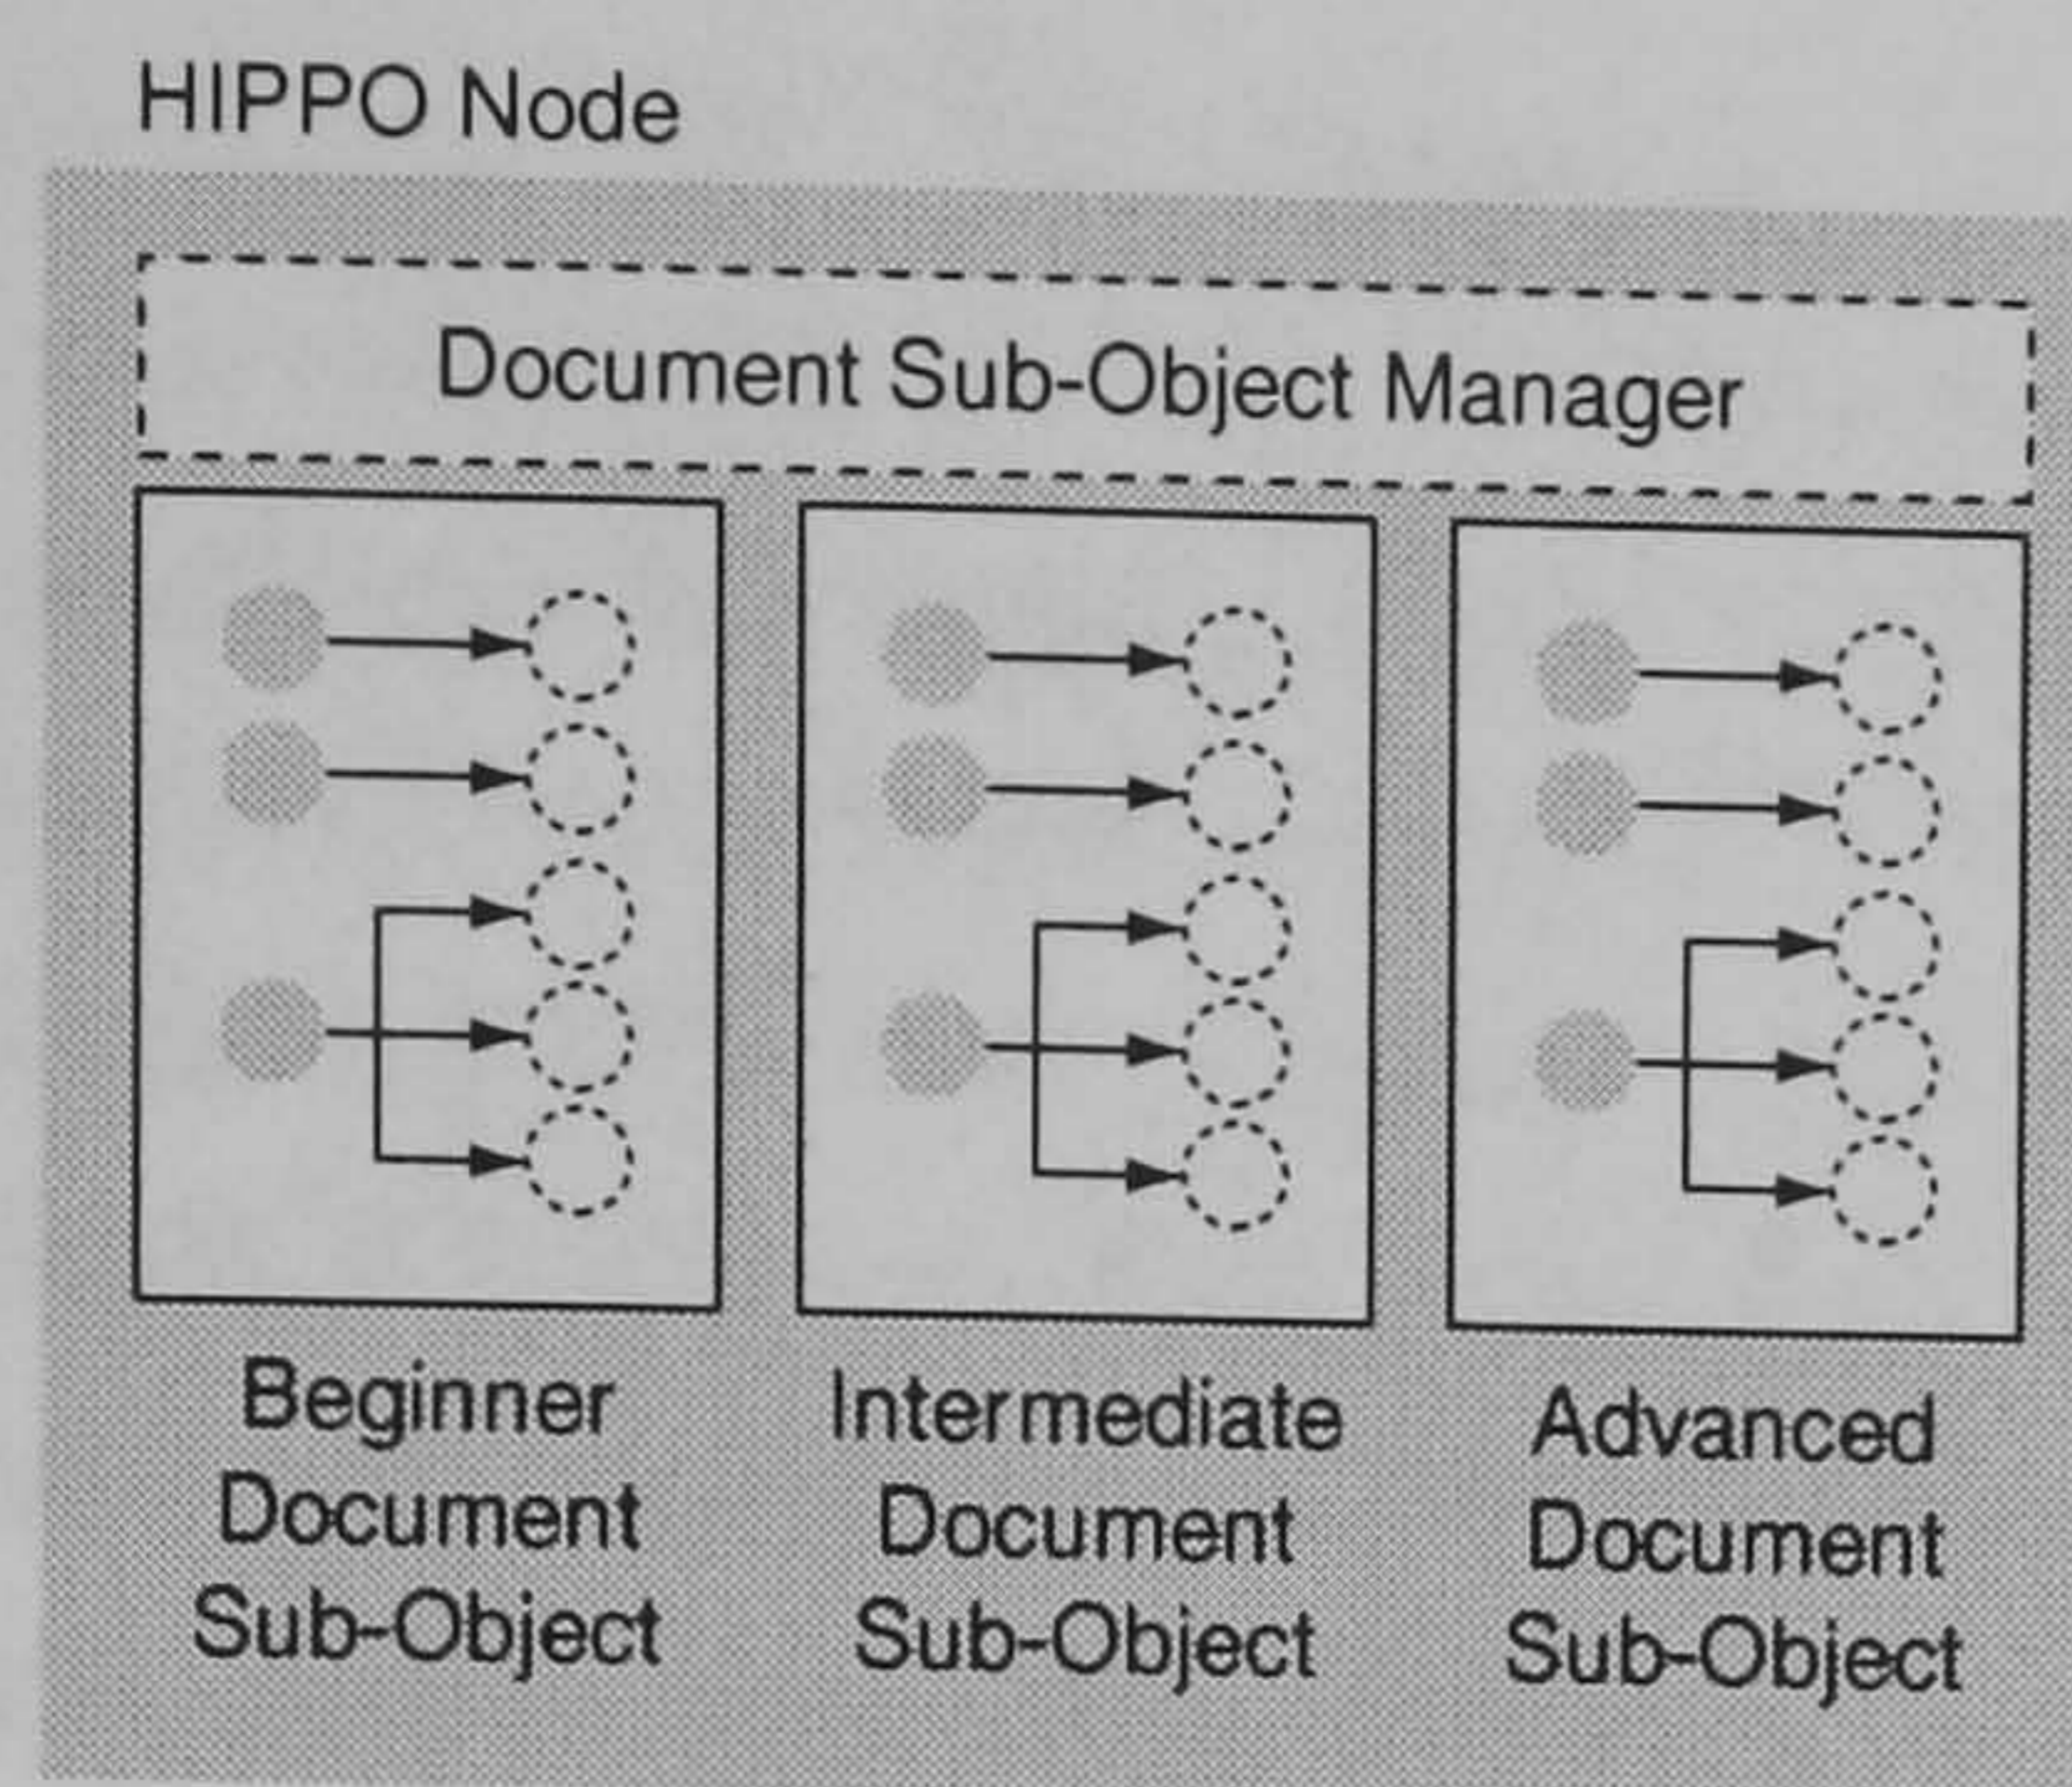 HIPPO Node
Document Sub-Object Manager
Beginner
Document
Sub-Object
Intermediate
Document
Sub-Object
Advanced
Document
Sub-Object